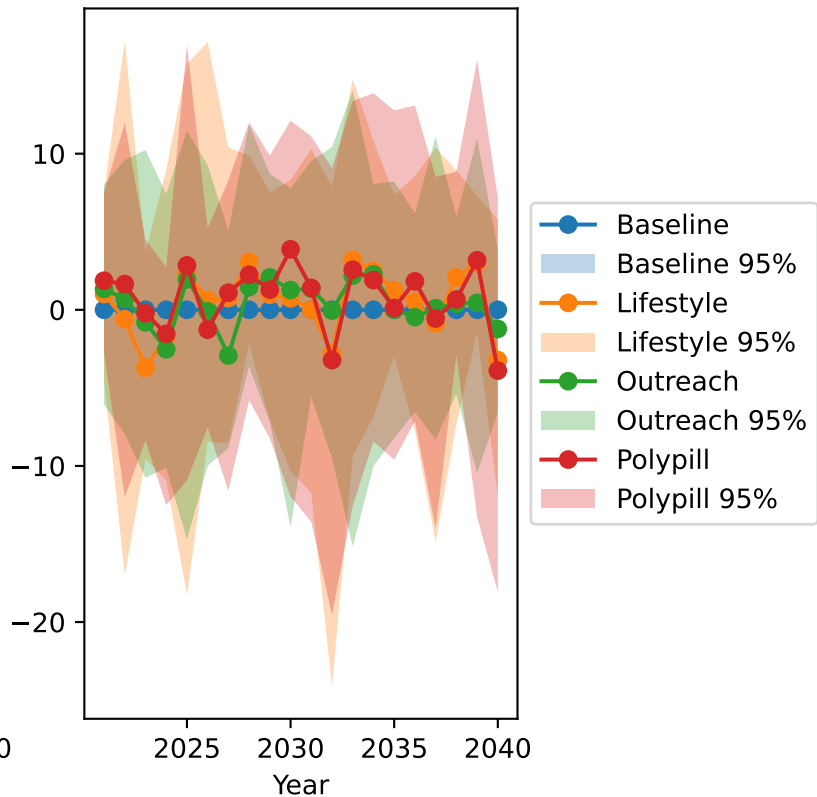 10
0
−10
−20
0
2025 2030 2035 2040
Year
Baseline
Baseline 95%
Lifestyle
Lifestyle 95%
Outreach
Outreach 95%
Polypill
Polypill 95%